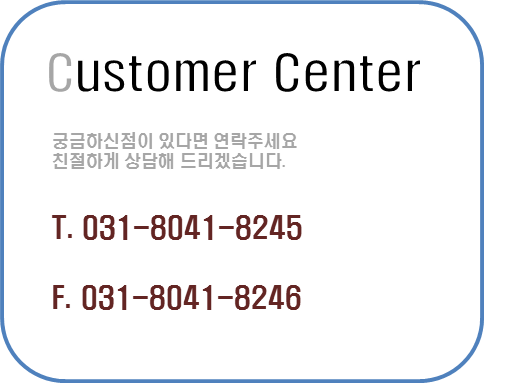 Customer Center
궁금하신점이 있다면 연락주세요
친절하게 상담해 드리겠습니다.
T. 031-8041-8245
F. 031-8041-8246